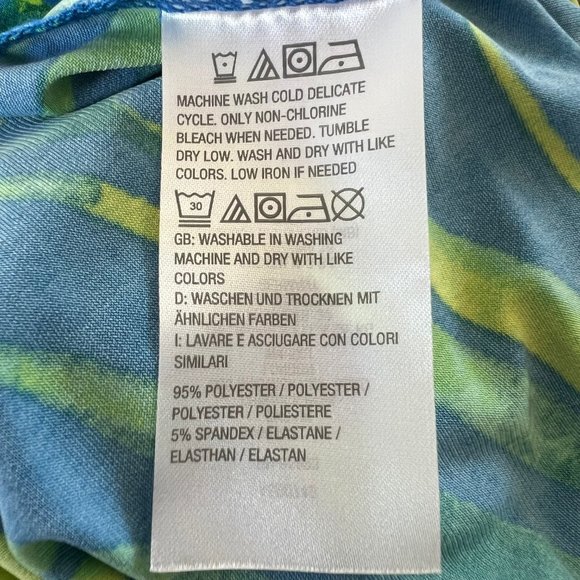 MACHINE WASH COLD DELICATE
CYCLE. ONLY NON-CHLORINE
BLEACH WHEN NEEDED. TUMBLE
DRY LOW. WASH AND DRY WITH LIKE
COLORS. LOW IRON IF NEEDED
30
GB: WASHABLE IN WASHING
MACHINE AND DRY WITH LIKE
COLORS
D: WASCHEN UND TROCKNEN MIT
ÄHNLICHEN FARBEN
I: LAVARE E ASCIUGARE CON COLORI
SIMILARI
95% POLYESTER / POLYESTER /
POLYESTER / POLIESTERE
5% SPANDEX / ELASTANE /
ELASTHAN / ELASTAN